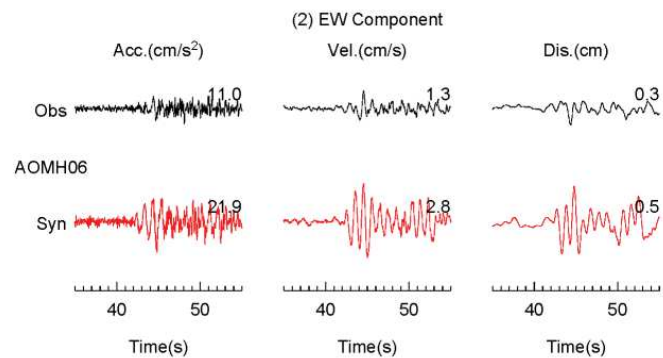 (2) EW Component
Acc.(cm/s²) Vel.(cm/s) Dis.(cm)
Obs 11.0 1.3 0.3
AOMH06
Syn 21.9 2.8 0.5
40 50 40 50 40 50
Time(s) Time(s) Time(s)